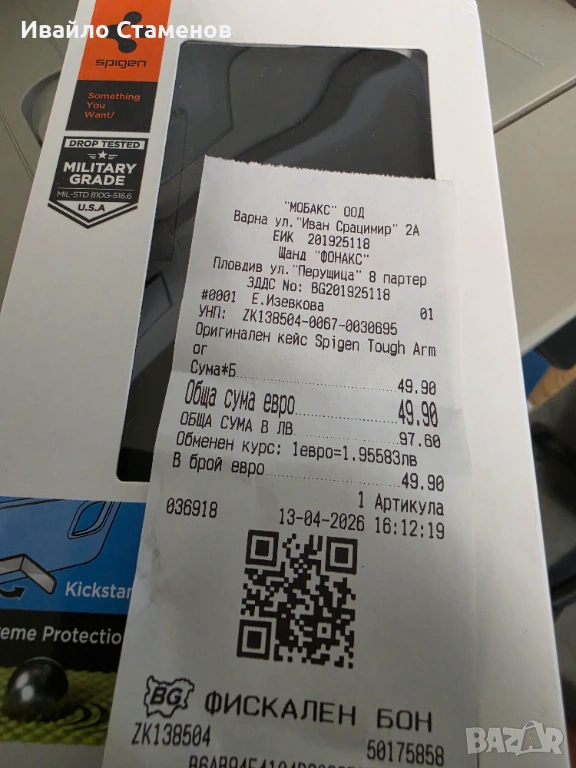 Ивайло Стаменов
spigen
Something
You
Want!
DROP TESTED
MILITARY
GRADE
MIL-STD 810G-516.6
U.S.A
"МОБАКС" ООД
Варна ул."Иван Срацимир" 2А
ЕИК 201925118
Щанд "ФОНАКС"
Пловдив ул."Перущица" 8 партер
ЗДДС No: BG201925118
#0001 Е.Изевкова 01
УНП: ZK138504-0067-0030695
Оригинален кейс Spigen Tough Arm
or
Сума*Б 49.90
Обща сума евро 49.90
ОБЩА СУМА В ЛВ 97.60
Обменен курс: 1евро=1.95583лв
В брой евро 49.90
1 Артикула
036918 13-04-2026 16:12:19
Kickstan
eme Protectio
BG ФИСКАЛЕН БОН
ZK138504 50175858
BAZAR